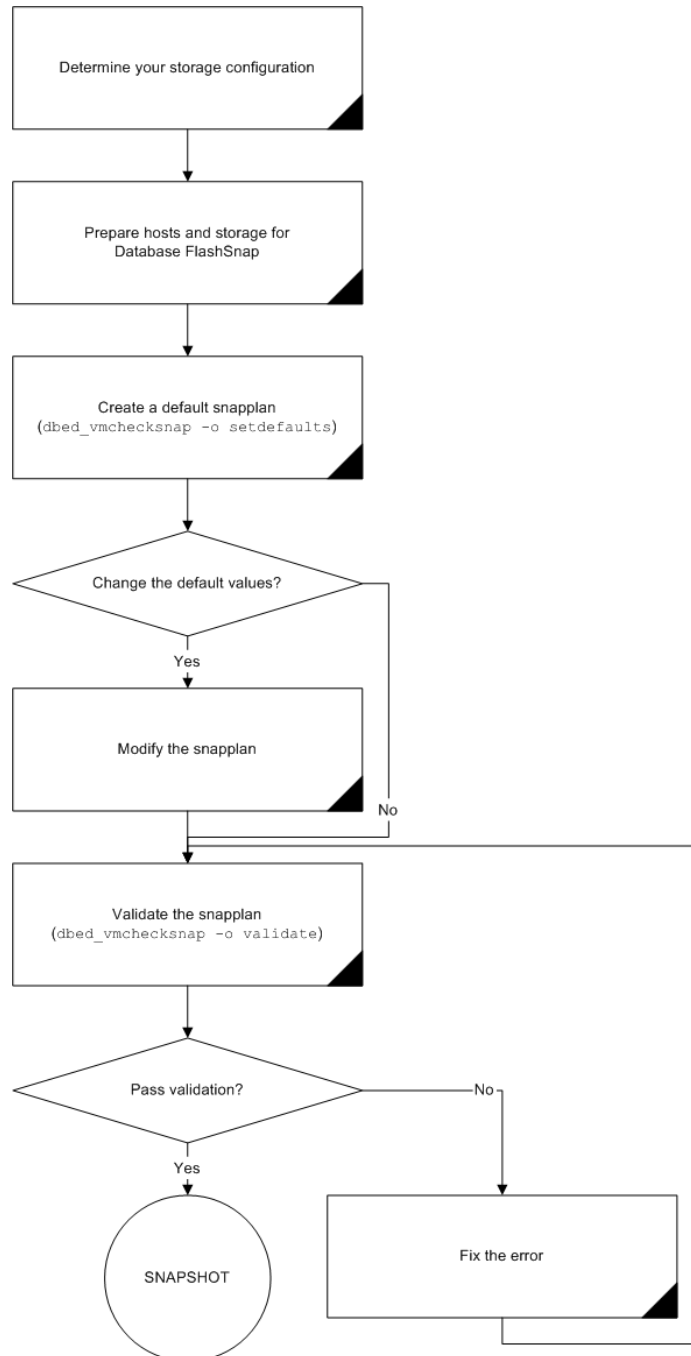 Determine your storage configuration
Prepare hosts and storage for
Database FlashSnap
Create a default snapplan
(dbed_vmchecksnap -o setdefaults)
Change the default values?
Yes
Modify the snapplan
No
Validate the snapplan
(dbed_vmchecksnap -o validate)
Pass validation?
No
Yes
SNAPSHOT
Fix the error